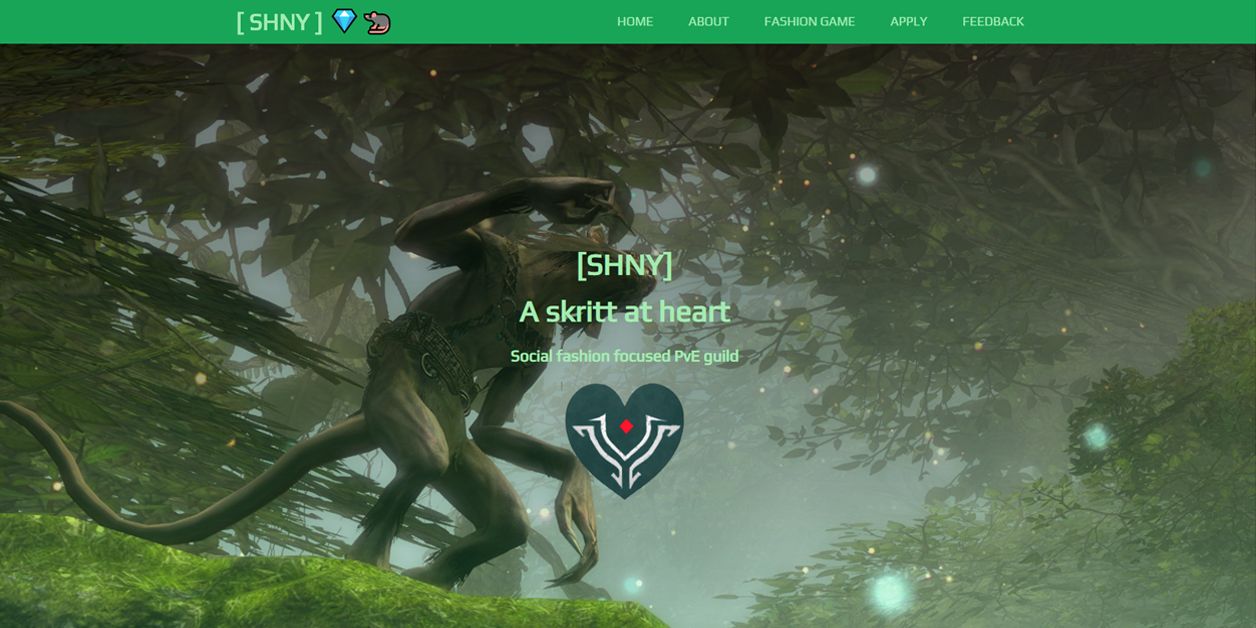 [ SHNY ] 💎🐀
HOME ABOUT FASHION GAME APPLY FEEDBACK
[SHNY]
A skritt at heart
Social fashion focused PvE guild